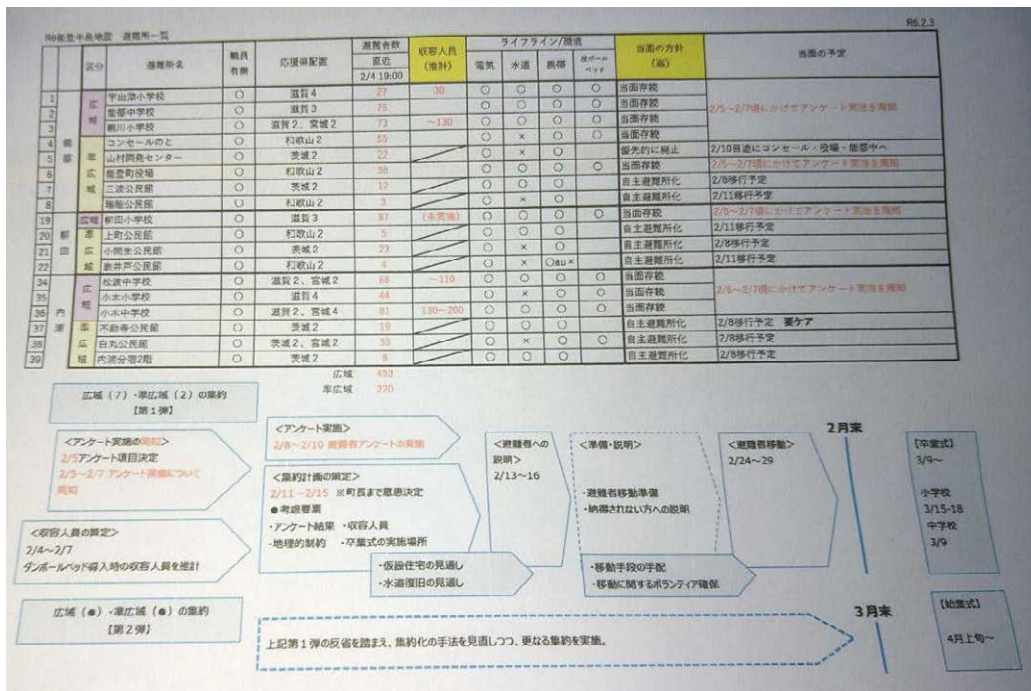 R6.2.3
R6能登半島地震 避難所一覧
区分 避難所名 職員有無 応援県配置 避難者数 直近 2/4 19:00 収容人員(推計) ライフライン/環境 電気 水道 携帯 段ボールベッド 当面の方針(案) 当面の予定
能都
広域
1 宇出津小学校 〇 滋賀4 27 30 〇 〇 〇 〇 当面存続
2 能都中学校 〇 滋賀3 75 〇 〇 〇 〇 当面存続
3 鵜川小学校 〇 滋賀2、宮城2 73 ~130 〇 〇 〇 〇 当面存続
2/5~2/7頃にかけてアンケート実施を周知
準広域
4 コンセールのと 〇 和歌山2 55 〇 × 〇 〇 当面存続
5 山村開発センター 〇 茨城2 22 〇 × 〇 優先的に廃止 2/10目途にコンセール・役場・能都中へ
6 能登町役場 〇 和歌山2 〇 〇 〇 〇 当面存続 2/5~2/7頃にかけてアンケート実施を周知
7 三波公民館 〇 茨城2 12 〇 〇 〇 自主避難所化 2/8移行予定
8 瑞穂公民館 〇 和歌山2 3 〇 × 〇 自主避難所化 2/11移行予定
柳田
広域
19 柳田小学校 〇 滋賀3 87 (未実施) 〇 〇 〇 〇 当面存続 2/5~2/7頃にかけてアンケート実施を周知
準広域
20 上町公民館 〇 和歌山2 5 〇 〇 〇 自主避難所化 2/11移行予定
21 小間生公民館 〇 茨城2 23 〇 × 〇 自主避難所化 2/8移行予定
22 岩井戸公民館 〇 和歌山2 4 〇 × 〇au× 自主避難所化 2/11移行予定
内浦
広域
34 松波中学校 〇 滋賀2、宮城2 66 ~110 〇 〇 〇 〇 当面存続
35 小木小学校 〇 滋賀4 44 〇 × 〇 〇 当面存続
36 小木中学校 〇 滋賀2、宮城4 81 130~200 〇 〇 〇 〇 当面存続
2/5~2/7頃にかけてアンケート実施を周知
準広域
37 不動寺公民館 〇 茨城2 19 〇 〇 〇 自主避難所化 2/8移行予定 要ケア
38 白丸公民館 〇 茨城2、宮城2 33 〇 × 〇 〇 自主避難所化 2/8移行予定
39 内浦分署2階 〇 茨城2 8 〇 〇 〇 自主避難所化 2/8移行予定
広域 453
準広域 220
広域(7)・準広域(2)の集約
【第1弾】
<アンケート実施の周知>
2/5アンケート項目決定
2/5~2/7 アンケート実施について
周知
<収容人員の算定>
2/4~2/7
ダンボールベッド導入時の収容人員を推計
<アンケート実施>
2/8~2/10 避難者アンケートの実施
<集約計画の策定>
2/11~2/15 ※町長まで意思決定
●考慮要素
・アンケート結果 ・収容人員
・地理的制約 ・卒業式の実施場所
・仮設住宅の見通し
・水道復旧の見通し
<避難者への
説明>
2/13~16
<準備・説明>
・避難者移動準備
・納得されない方への説明
・移動手段の手配
・移動に関するボランティア確保
<避難者移動>
2/24~29
2月末
【卒業式】
3/9~
小学校
3/15-18
中学校
3/9
広域(●)・準広域(●)の集約
【第2弾】
上記第1弾の反省を踏まえ、集約化の手法を見直しつつ、更なる集約を実施。
3月末
【始業式】
4月上旬~